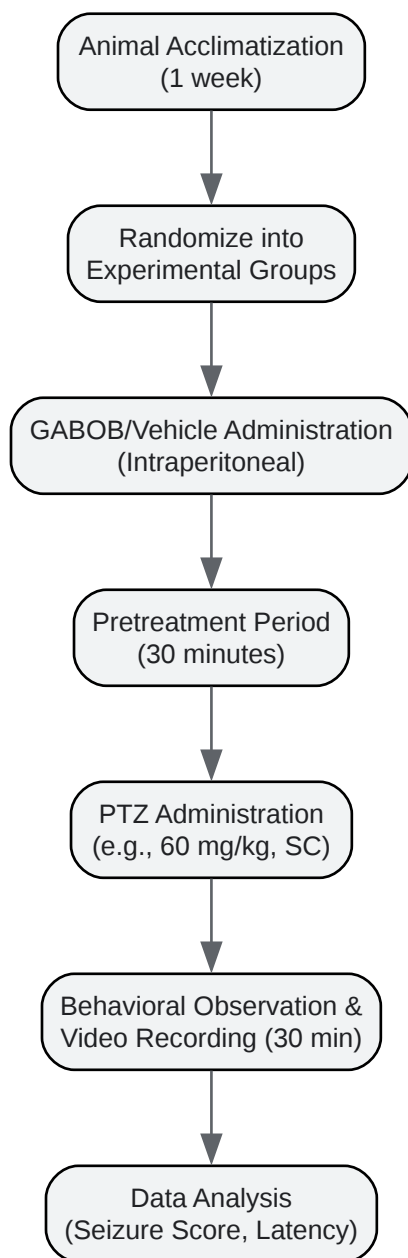 Animal Acclimatization
(1 week)
Randomize into
Experimental Groups
GABOB/Vehicle Administration
(Intraperitoneal)
Pretreatment Period
(30 minutes)
PTZ Administration
(e.g., 60 mg/kg, SC)
Behavioral Observation &
Video Recording (30 min)
Data Analysis
(Seizure Score, Latency)